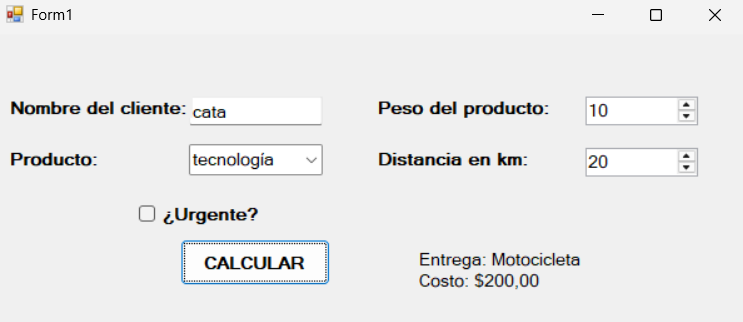 Form1
Nombre del cliente: cata Peso del producto: 10
Producto: tecnología Distancia en km: 20
¿Urgente?
CALCULAR
Entrega: Motocicleta
Costo: $200,00